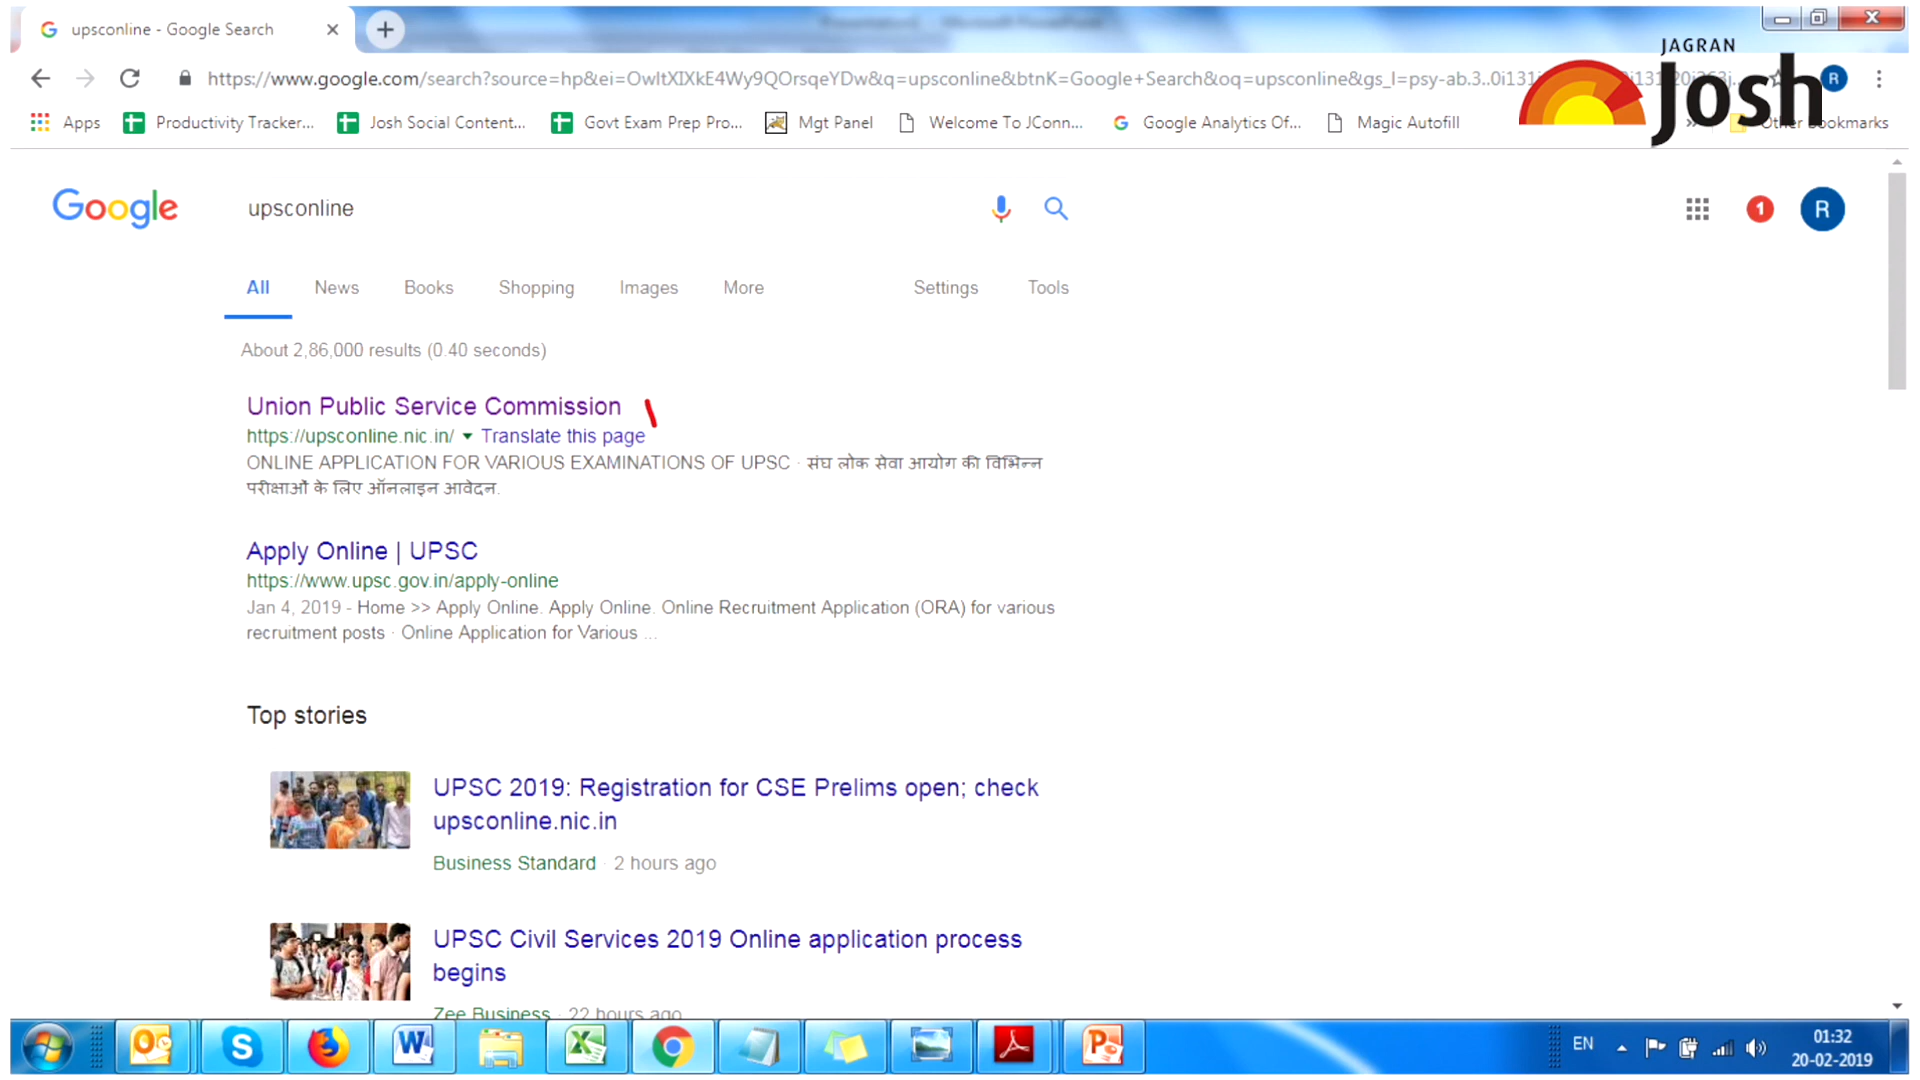 upsconline - Google Search
JAGRAN
Josh
https://www.google.com/search?source=hp&ei=OwltXIXkE4Wy9QOrsqeYDw&q=upsconline&btnK=Google+Search&oq=upsconline&gs_l=psy-ab.3..0i131i
R
Apps
Productivity Tracker...
Josh Social Content...
Govt Exam Prep Pro...
Mgt Panel
Welcome To JConn...
Google Analytics Of...
Magic Autofill
»
Other bookmarks
Google
upsconline
1
R
All
News
Books
Shopping
Images
More
Settings
Tools
About 2,86,000 results (0.40 seconds)
Union Public Service Commission
https://upsconline.nic.in/ Translate this page
ONLINE APPLICATION FOR VARIOUS EXAMINATIONS OF UPSC · संघ लोक सेवा आयोग की विभिन्न
परीक्षाओं के लिए ऑनलाइन आवेदन.
Apply Online | UPSC
https://www.upsc.gov.in/apply-online
Jan 4, 2019 - Home >> Apply Online. Apply Online. Online Recruitment Application (ORA) for various
recruitment posts · Online Application for Various ...
Top stories
UPSC 2019: Registration for CSE Prelims open; check
upsconline.nic.in
Business Standard · 2 hours ago
UPSC Civil Services 2019 Online application process
begins
Zee Business · 22 hours ago
EN
01:32
20-02-2019